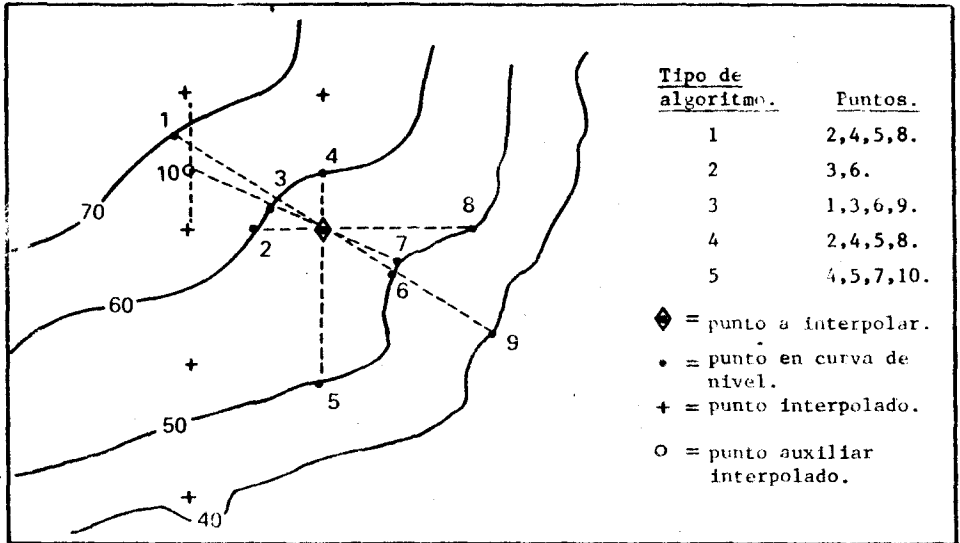 Tipo de
algoritmo. Puntos.
1 2,4,5,8.
2 3,6.
3 1,3,6,9.
4 2,4,5,8.
5 4,5,7,10.
= punto a interpolar.
= punto en curva de
nivel.
= punto interpolado.
= punto auxiliar
interpolado.
1
10
3
4
8
70
2
7
6
60
9
5
50
40